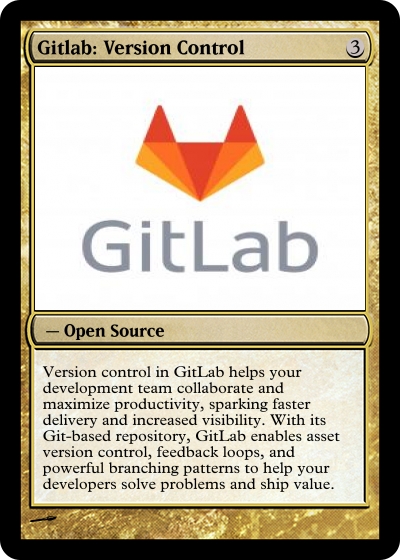 Gitlab: Version Control 3
GitLab
— Open Source
Version control in GitLab helps your
development team collaborate and
maximize productivity, sparking faster
delivery and increased visibility. With its
Git-based repository, GitLab enables asset
version control, feedback loops, and
powerful branching patterns to help your
developers solve problems and ship value.